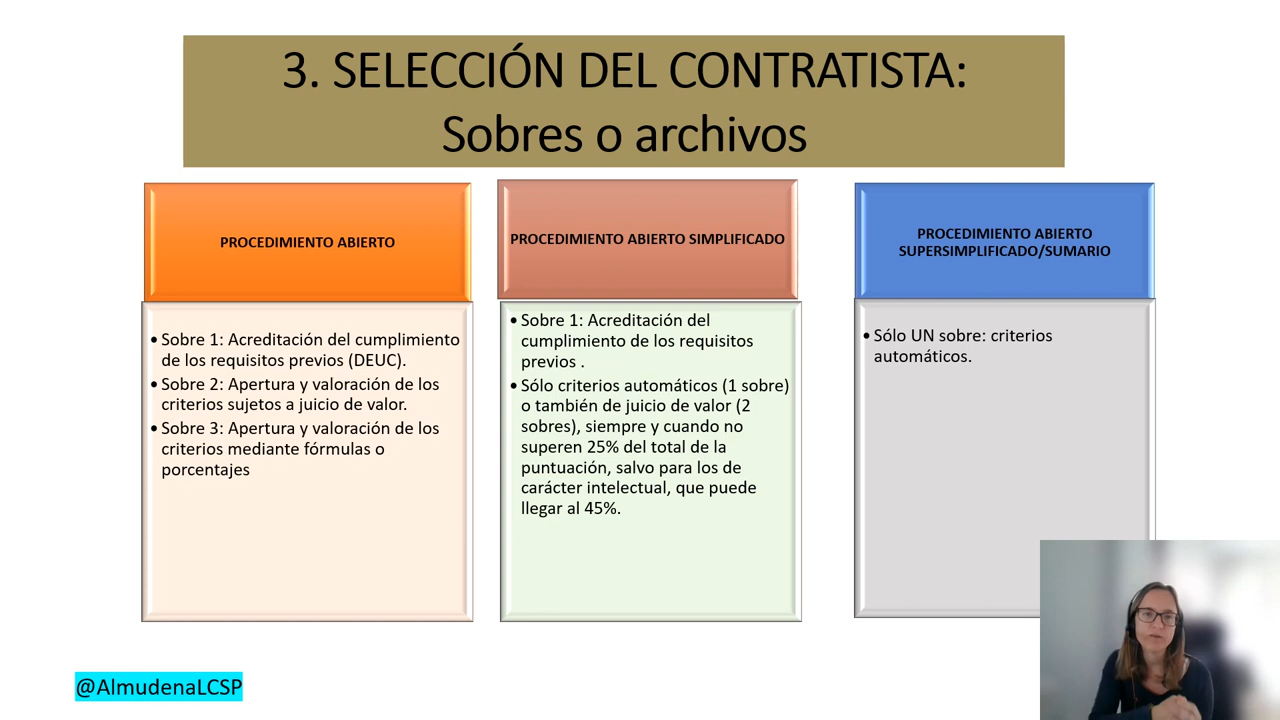 3. SELECCIÓN DEL CONTRATISTA:
Sobres o archivos
PROCEDIMIENTO ABIERTO
• Sobre 1: Acreditación del cumplimiento
de los requisitos previos (DEUC).
• Sobre 2: Apertura y valoración de los
criterios sujetos a juicio de valor.
• Sobre 3: Apertura y valoración de los
criterios mediante fórmulas o
porcentajes
PROCEDIMIENTO ABIERTO SIMPLIFICADO
• Sobre 1: Acreditación del
cumplimiento de los requisitos
previos .
• Sólo criterios automáticos (1 sobre)
o también de juicio de valor (2
sobres), siempre y cuando no
superen 25% del total de la
puntuación, salvo para los de
carácter intelectual, que puede
llegar al 45%.
PROCEDIMIENTO ABIERTO
SUPERSIMPLIFICADO/SUMARIO
• Sólo UN sobre: criterios
automáticos.
@AlmudenaLCSP